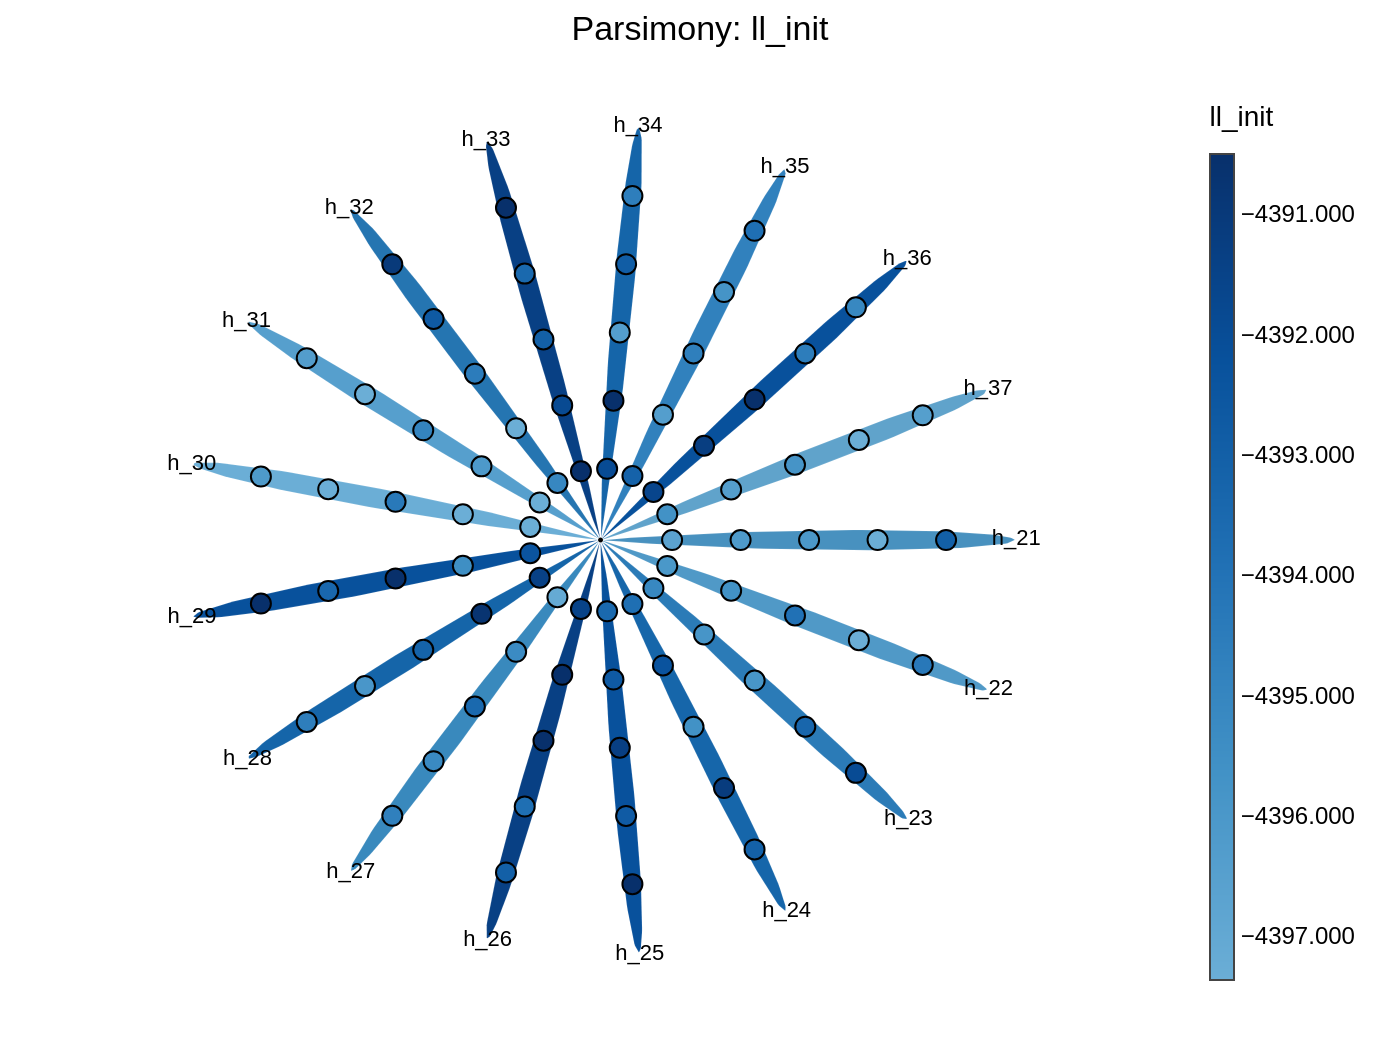 Parsimony: ll_init
ll_init
−4391.000
−4392.000
−4393.000
−4394.000
−4395.000
−4396.000
−4397.000
h_34
h_33
h_35
h_32
h_36
h_31
h_37
h_30
h_21
h_29
h_22
h_28
h_23
h_27
h_24
h_26
h_25